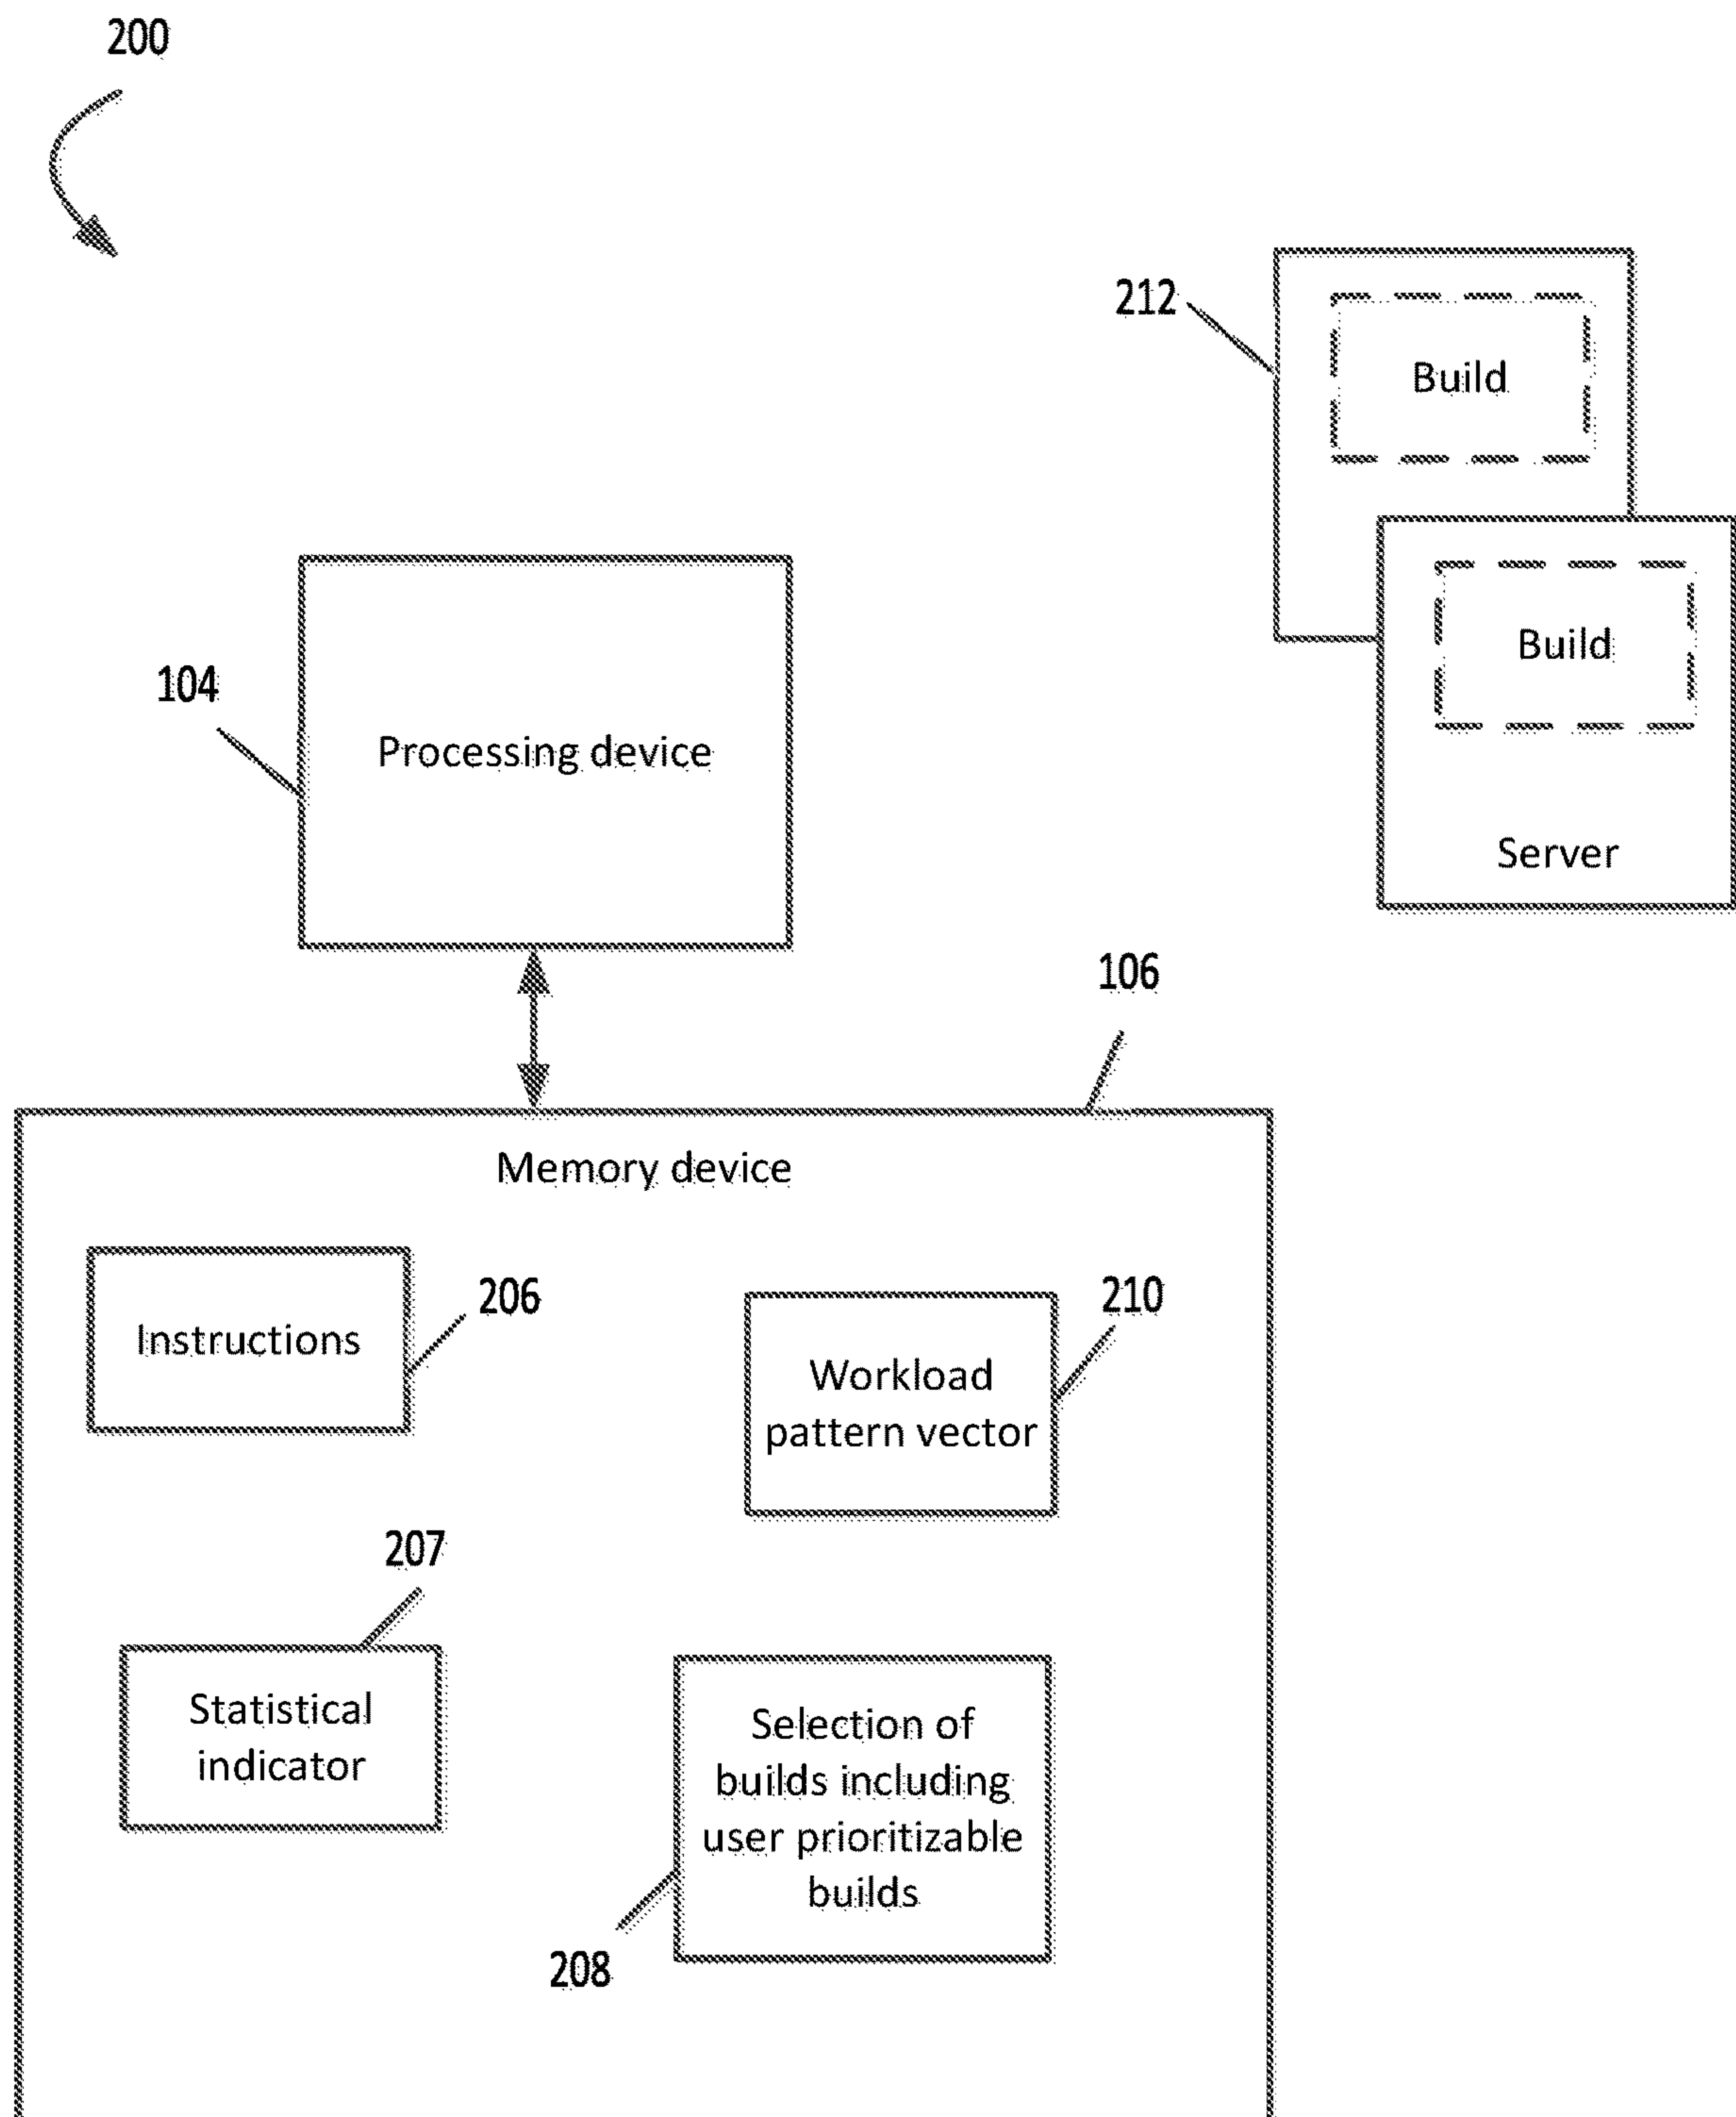 200
212
Build
Build
Server
104
Processing device
106
Memory device
Instructions
206
Workload
pattern vector
210
207
Statistical
indicator
Selection of
builds including
user prioritizable
builds
208